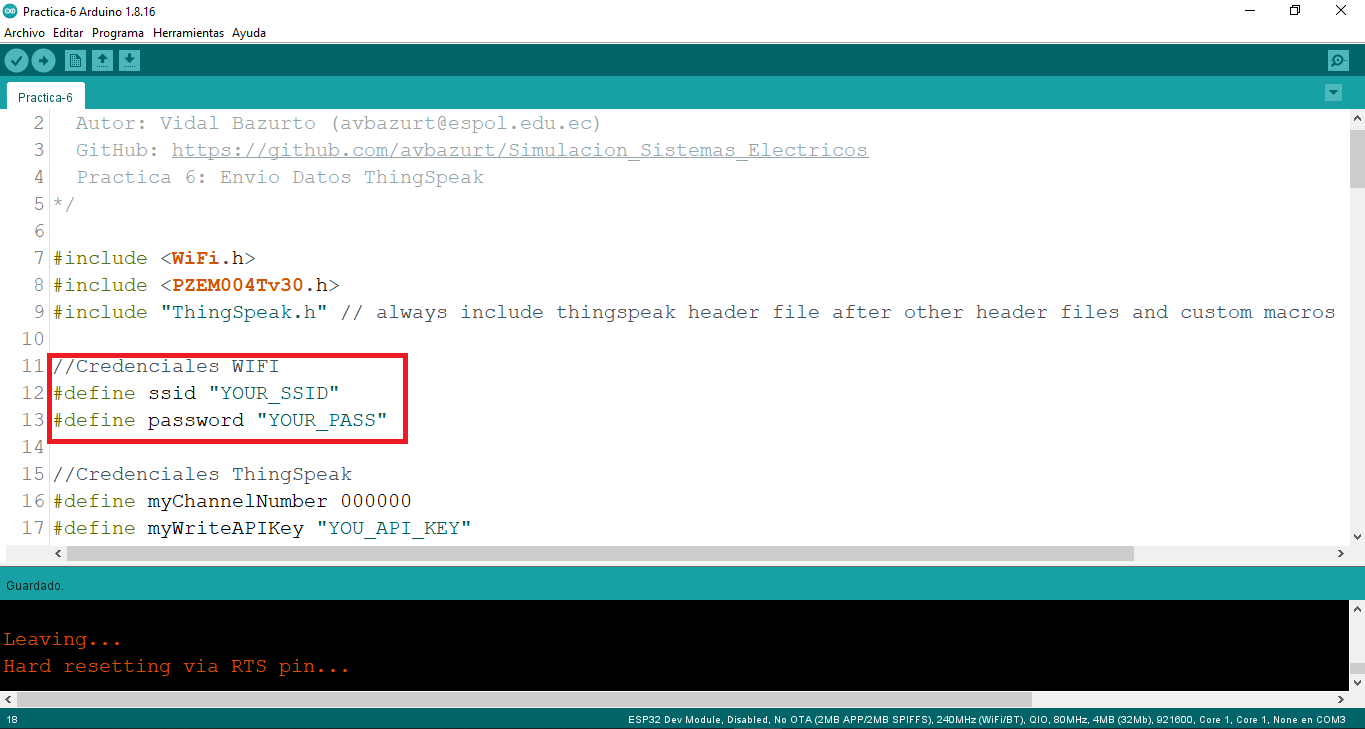 Practica-6 Arduino 1.8.16
Archivo Editar Programa Herramientas Ayuda
Practica-6
2 Autor: Vidal Bazurto (avbazurt@espol.edu.ec)
3 GitHub: https://github.com/avbazurt/Simulacion_Sistemas_Electricos
4 Practica 6: Envio Datos ThingSpeak
5 */
6
7 #include <WiFi.h>
8 #include <PZEM004Tv30.h>
9 #include "ThingSpeak.h" // always include thingspeak header file after other header files and custom macros
10
11 //Credenciales WIFI
12 #define ssid "YOUR_SSID"
13 #define password "YOUR_PASS"
14
15 //Credenciales ThingSpeak
16 #define myChannelNumber 000000
17 #define myWriteAPIKey "YOU_API_KEY"
Guardado.
Leaving...
Hard resetting via RTS pin...
18 ESP32 Dev Module, Disabled, No OTA (2MB APP/2MB SPIFFS), 240MHz (WiFi/BT), QIO, 80MHz, 4MB (32Mb), 921600, Core 1, Core 1, None en COM3